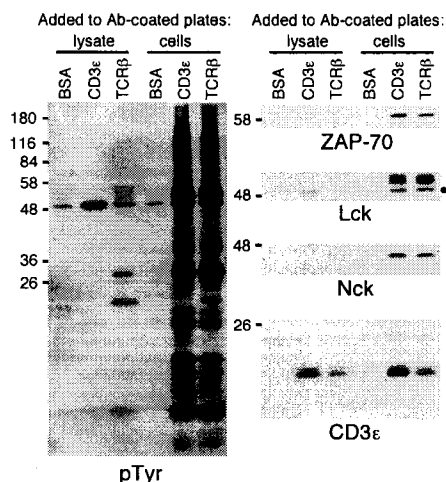 Added to Ab-coated plates:
lysate cells
BSA CD3ε TCRβ BSA CD3ε TCRβ
180
116
84
58
48
36
26
pTyr
Added to Ab-coated plates:
lysate cells
BSA CD3ε TCRβ BSA CD3ε TCRβ
58
ZAP-70
48
Lck
48
Nck
26
CD3ε